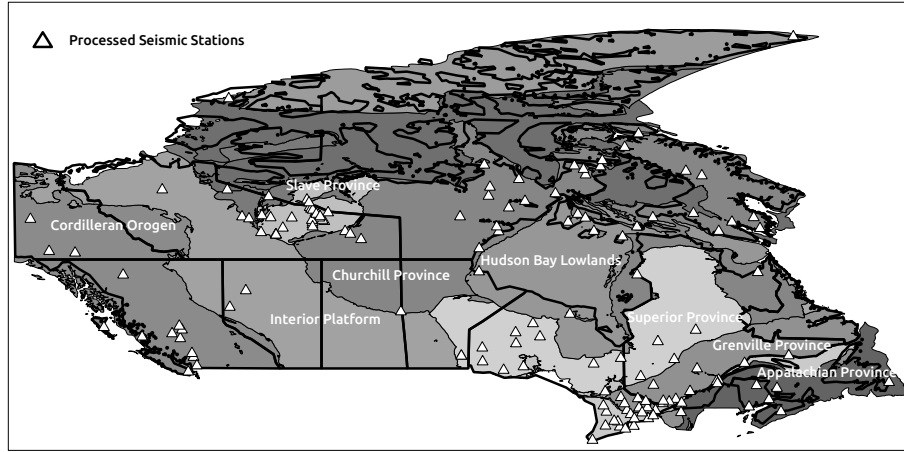 Processed Seismic Stations
Slave Province
Cordilleran Orogen
Hudson Bay Lowlands
Churchill Province
Interior Platform
Superior Province
Grenville Province
Appalachian Province